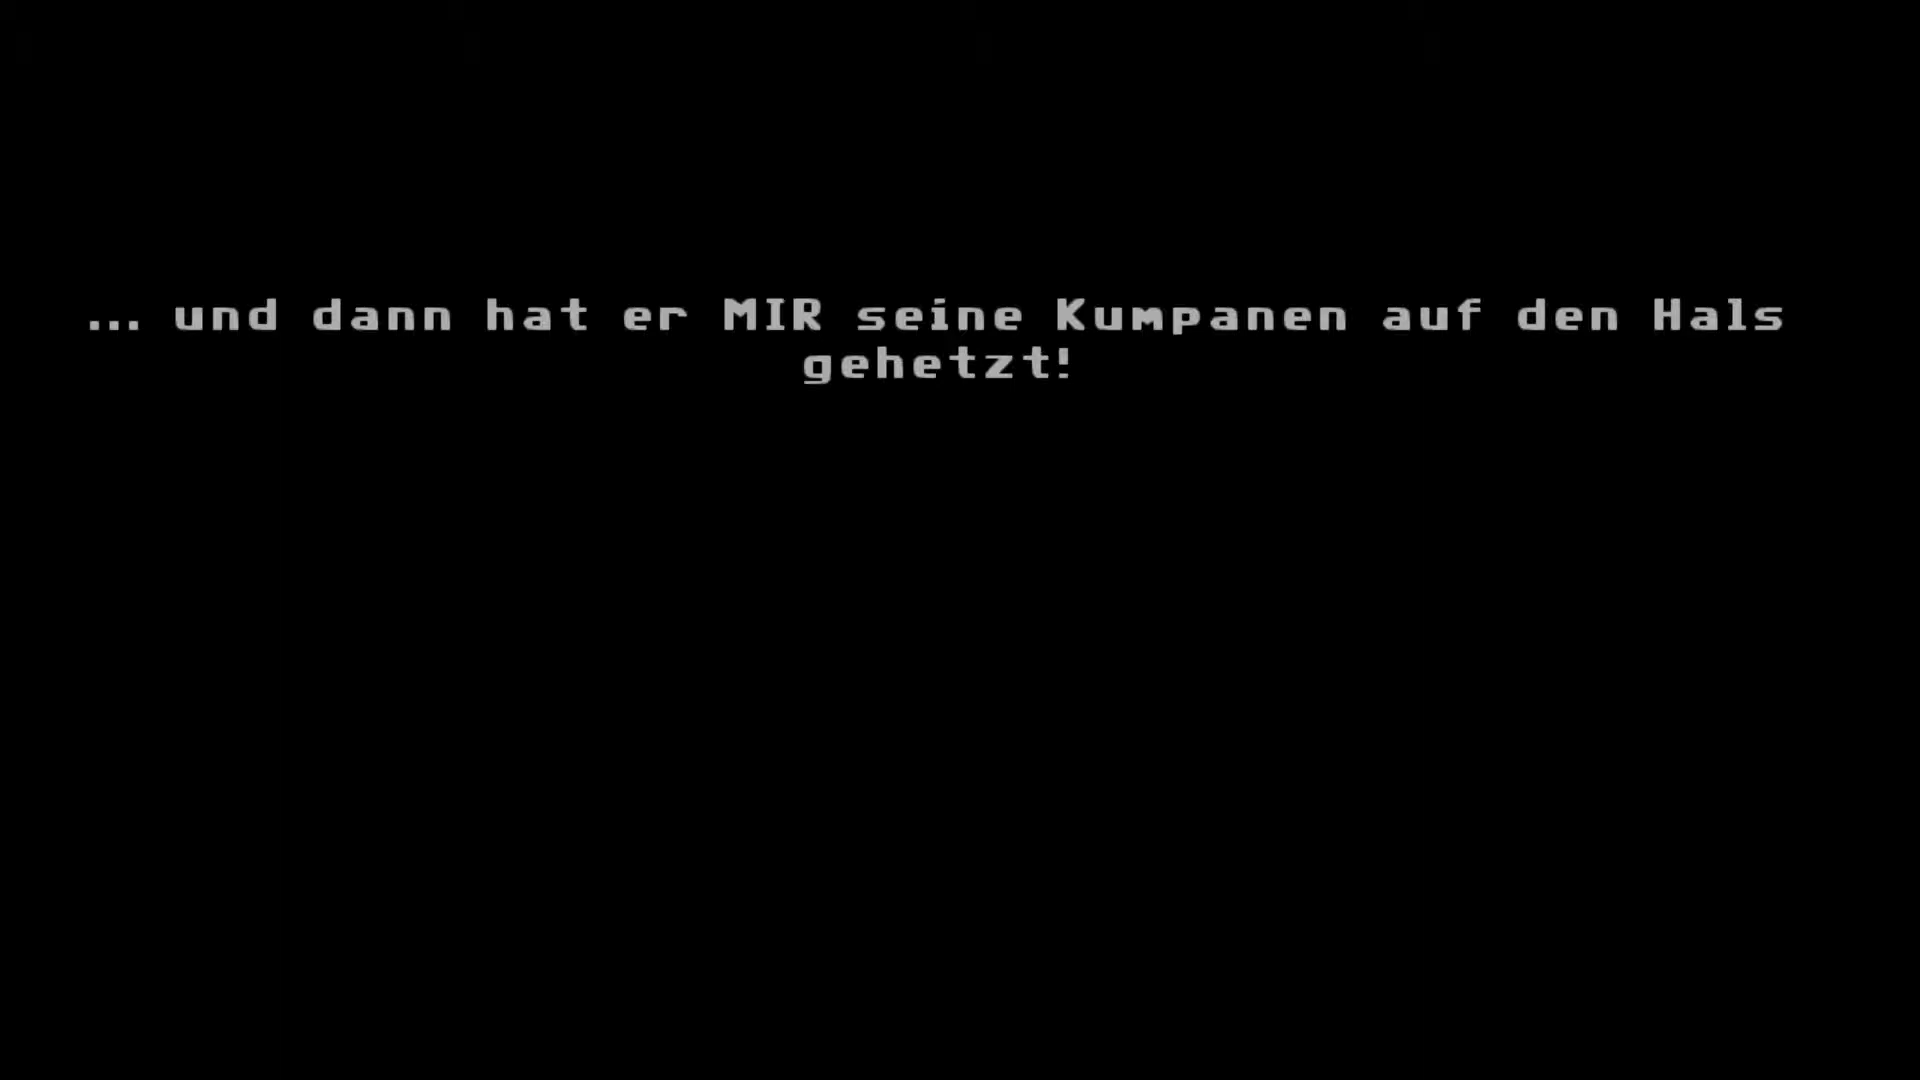 ... und dann hat er MIR seine Kumpanen auf den Hals
gehetzt!